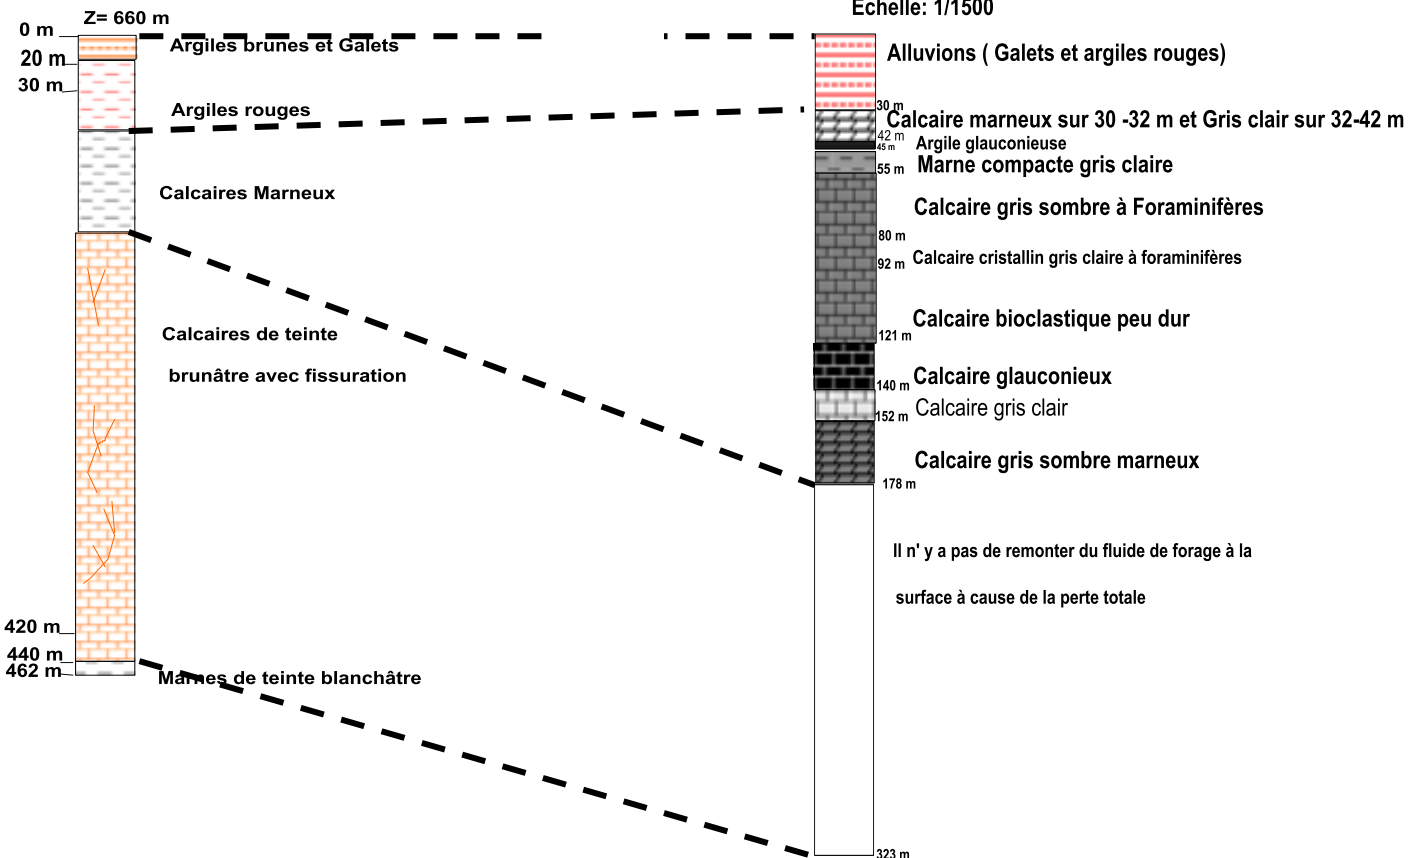 Echelle: 1/1500
Z= 660 m
0 m
20 m
30 m
Argiles brunes et Galets
Argiles rouges
Calcaires Marneux
Calcaires de teinte
brunâtre avec fissuration
420 m
440 m
462 m
Marnes de teinte blanchâtre
Alluvions ( Galets et argiles rouges)
30 m
Calcaire marneux sur 30 -32 m et Gris clair sur 32-42 m
42 m
Argile glauconieuse
45 m
Marne compacte gris claire
55 m
Calcaire gris sombre à Foraminifères
80 m
Calcaire cristallin gris claire à foraminifères
92 m
Calcaire bioclastique peu dur
121 m
Calcaire glauconieux
140 m
Calcaire gris clair
152 m
Calcaire gris sombre marneux
178 m
Il n' y a pas de remonter du fluide de forage à la
surface à cause de la perte totale
323 m